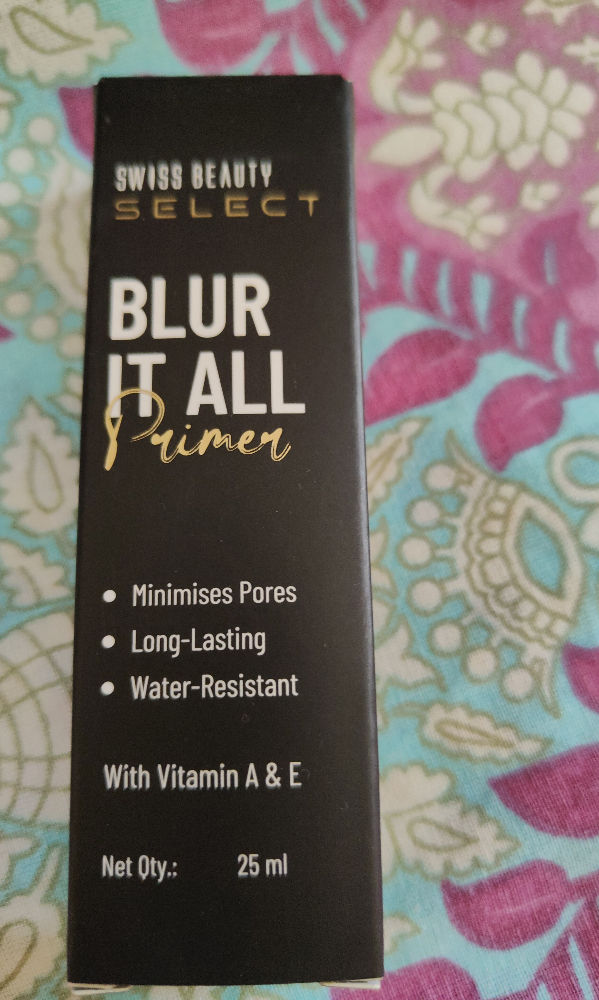 SWISS BEAUTY
SELECT
BLUR
IT ALL
Primer
• Minimises Pores
• Long-Lasting
• Water-Resistant
With Vitamin A & E
Net Qty.: 25 ml